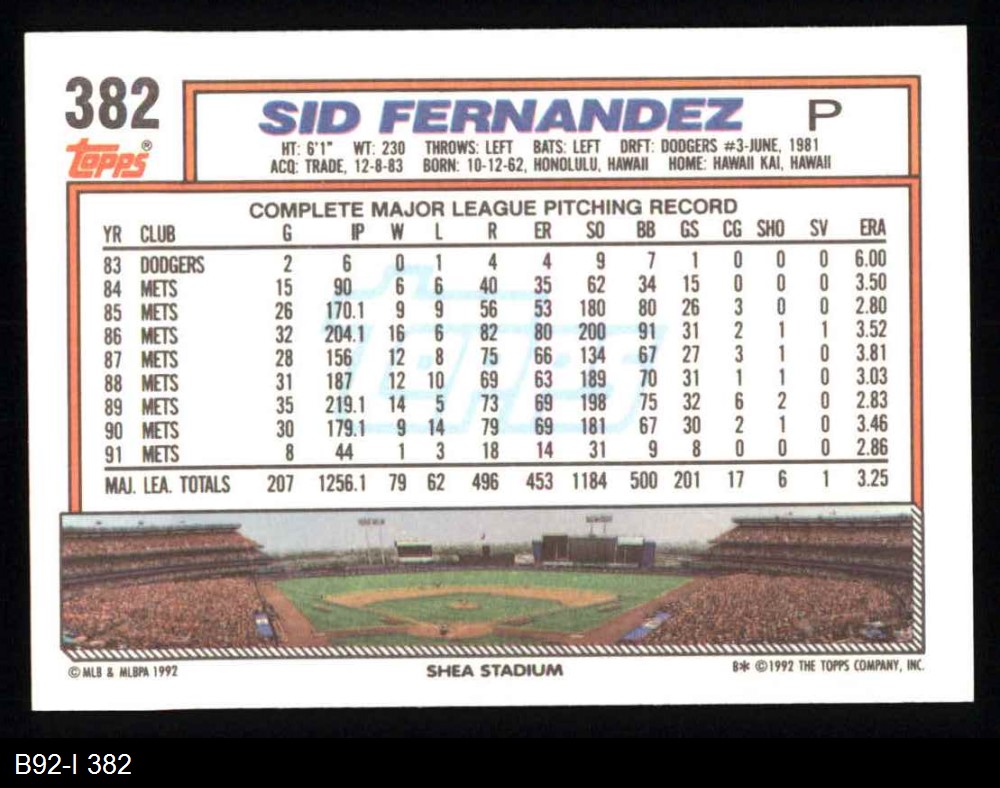 382
Topps®
SID FERNANDEZ P
HT: 6'1" WT: 230 THROWS: LEFT BATS: LEFT DRFT: DODGERS #3-JUNE, 1981
ACQ: TRADE, 12-8-83 BORN: 10-12-62, HONOLULU, HAWAII HOME: HAWAII KAI, HAWAII
COMPLETE MAJOR LEAGUE PITCHING RECORD
YR CLUB G IP W L R ER SO BB GS CG SHO SV ERA
83 DODGERS 2 6 0 1 4 4 9 7 1 0 0 0 6.00
84 METS 15 90 6 6 40 35 62 34 15 0 0 0 3.50
85 METS 26 170.1 9 9 56 53 180 80 26 3 0 0 2.80
86 METS 32 204.1 16 6 82 80 200 91 31 2 1 1 3.52
87 METS 28 156 12 8 75 66 134 67 27 3 1 0 3.81
88 METS 31 187 12 10 69 63 189 70 31 1 1 0 3.03
89 METS 35 219.1 14 5 73 69 198 75 32 6 2 0 2.83
90 METS 30 179.1 9 14 79 69 181 67 30 2 1 0 3.46
91 METS 8 44 1 3 18 14 31 9 8 0 0 0 2.86
MAJ. LEA. TOTALS 207 1256.1 79 62 496 453 1184 500 201 17 6 1 3.25
Topps
© MLB & MLBPA 1992 SHEA STADIUM B* © 1992 THE TOPPS COMPANY, INC.
B92-I 382